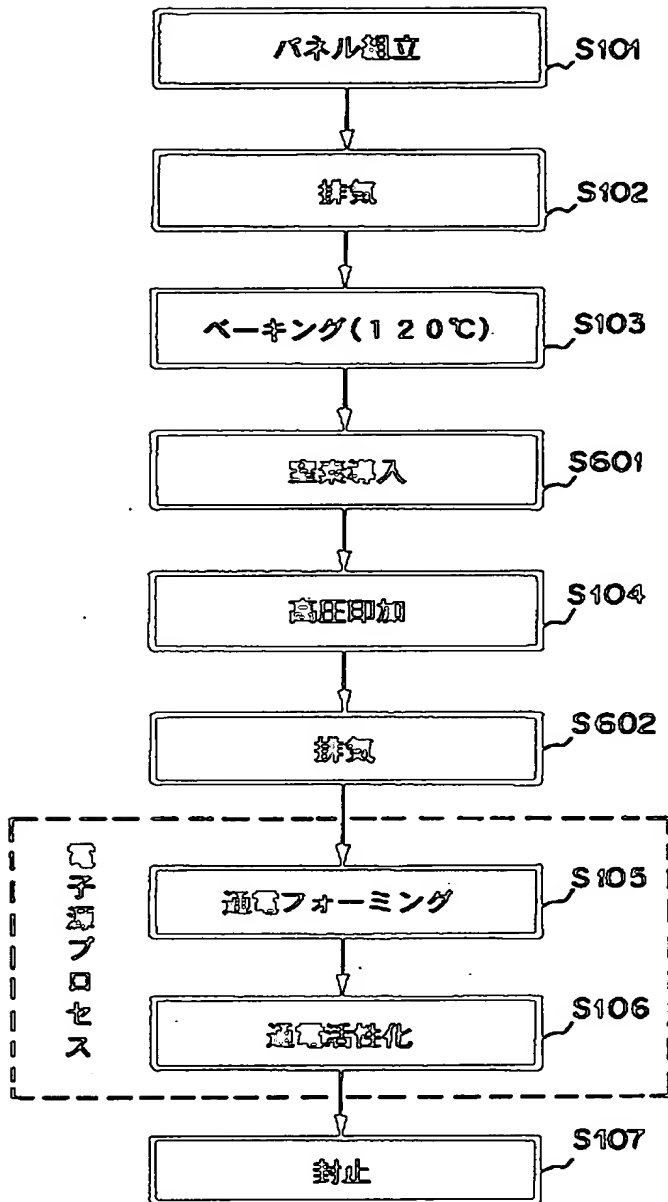 パネル組立
S101
排気
S102
ベーキング(120℃)
S103
窒素導入
S601
高圧印加
S104
排気
S602
電子源プロセス
通電フォーミング
S105
通電活性化
S106
封止
S107